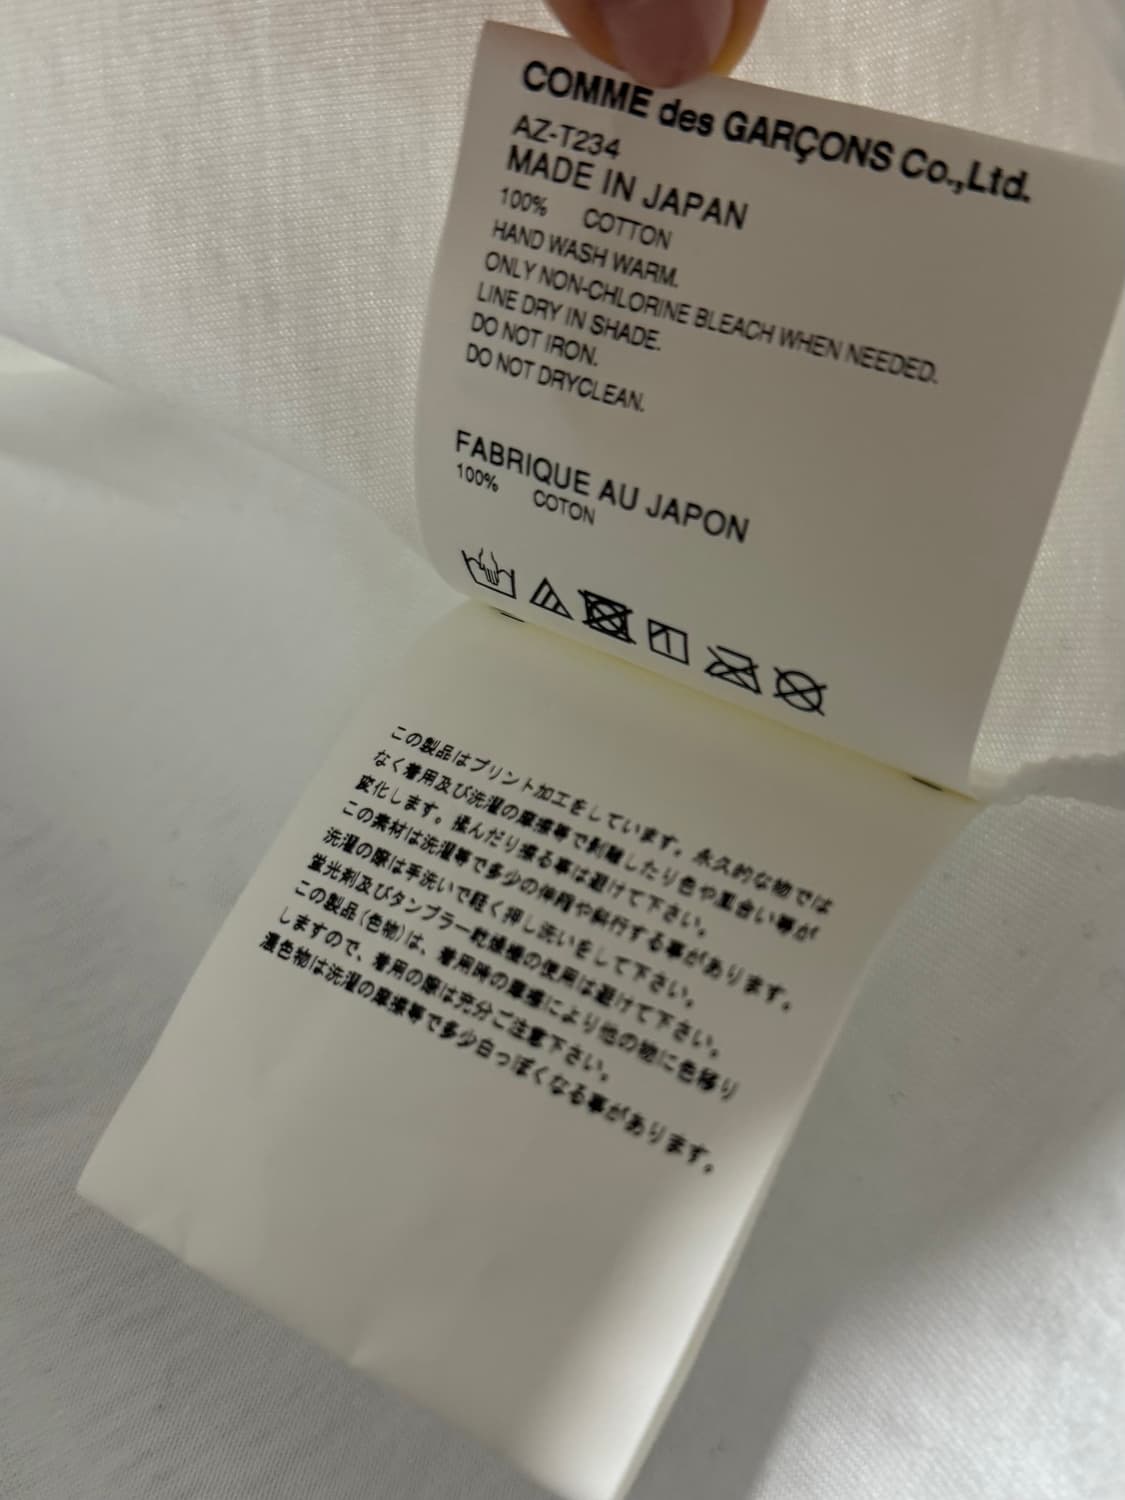 COMME des GARÇONS Co.,Ltd.
AZ-T234
MADE IN JAPAN
100% COTTON
HAND WASH WARM.
ONLY NON-CHLORINE BLEACH WHEN NEEDED.
LINE DRY IN SHADE.
DO NOT IRON.
DO NOT DRYCLEAN.
FABRIQUE AU JAPON
100% COTON
この製品はプリント加工をしています。永久的な物では
なく着用及び洗濯の摩擦等で剥離したり色や風合い等が
変化します。揉んだり擦る事は避けて下さい。
この素材は洗濯等で多少の伸縮や斜行する事があります。
洗濯の際は手洗いで軽く押し洗いをして下さい。
蛍光剤及びタンブラー乾燥機の使用は避けて下さい。
この製品(色物)は、着用時の摩擦により他の物に色移り
しますので、着用の際は充分ご注意下さい。
濃色物は洗濯の摩擦等で多少白っぽくなる事があります。